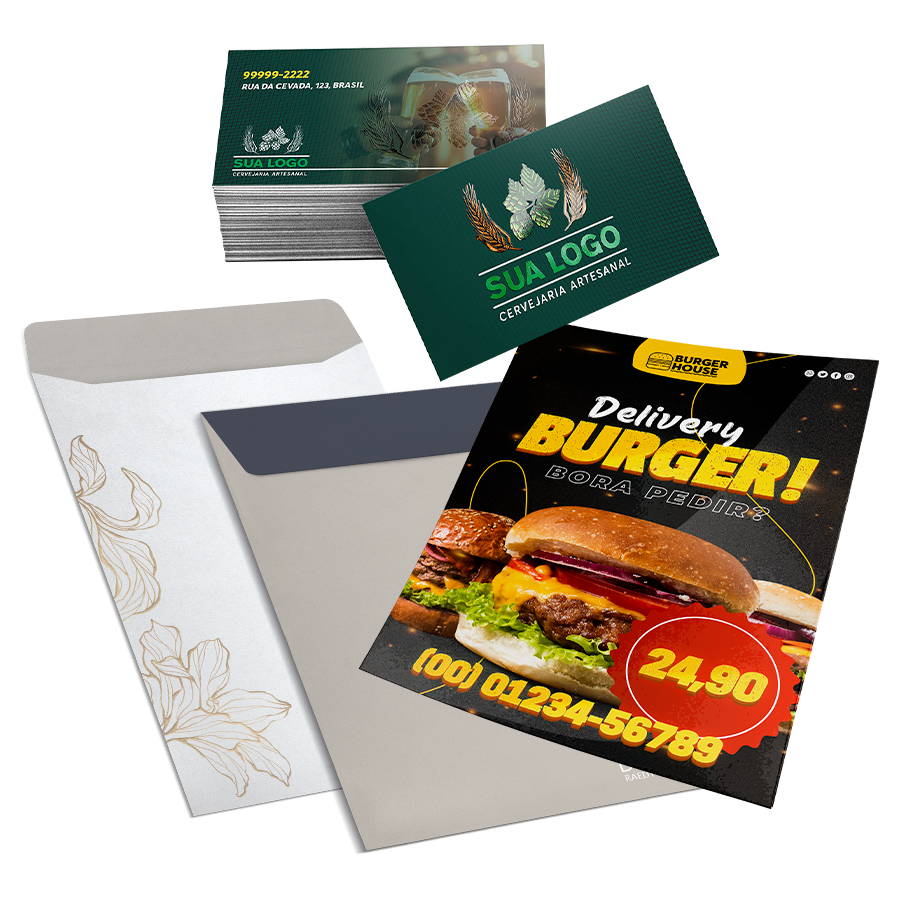 99999-2222
RUA DA CEVADA, 123, BRASIL
SUA LOGO
CERVEJARIA ARTESANAL
SUA LOGO
CERVEJARIA ARTESANAL
BURGER
HOUSE
Delivery
BURGER!
BORA PEDIR?
24,90
(00) 01234-56789